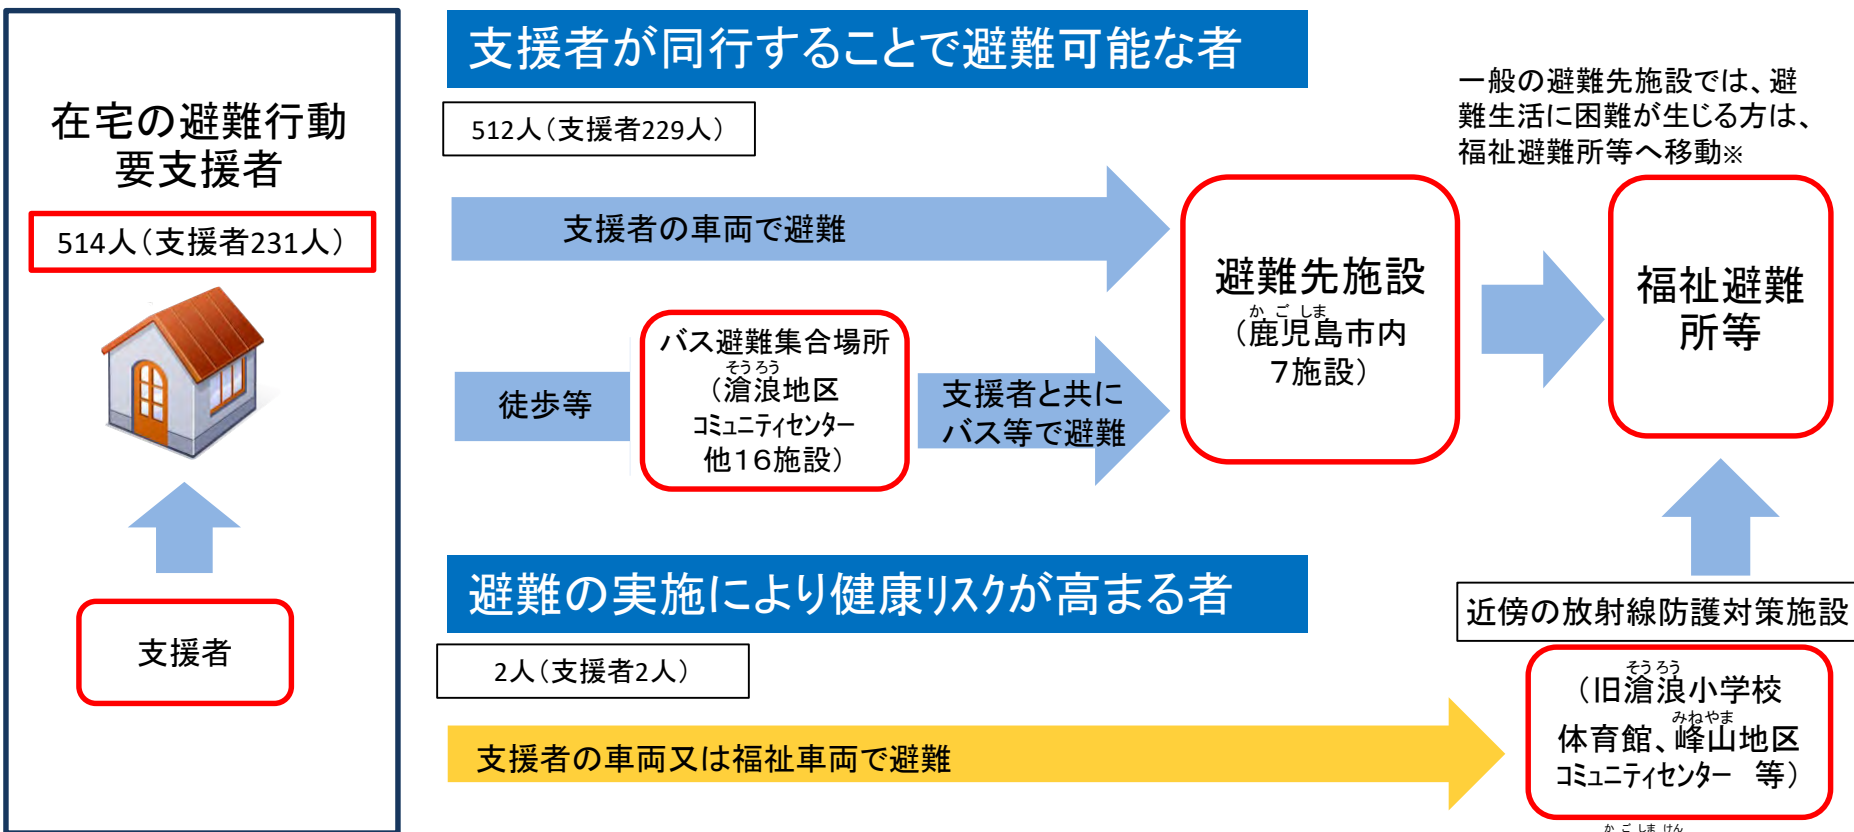 在宅の避難行動
要支援者
514人（支援者231人）
支援者
支援者が同行することで避難可能な者
512人（支援者229人）
支援者の車両で避難
徒歩等
バス避難集合場所
そうろう
（滄浪地区
コミュニティセンター
他１６施設）
支援者と共に
バス等で避難
避難先施設
か ご しま
（鹿児島市内
７施設）
一般の避難先施設では、避
難生活に困難が生じる方は、
福祉避難所等へ移動※
福祉避難
所等
避難の実施により健康リスクが高まる者
2人（支援者2人）
支援者の車両又は福祉車両で避難
近傍の放射線防護対策施設
そうろう
（旧滄浪小学校
みねやま
体育館、峰山地区
コミュニティセンター 等）
か ご しま けん